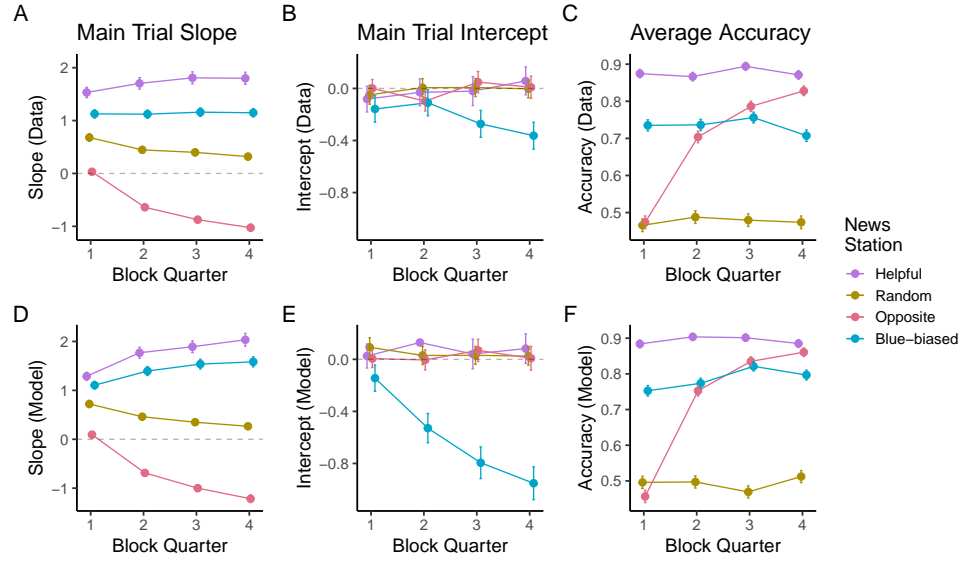 A
Main Trial Slope
Slope (Data)
2
1
0
−1
1 2 3 4
Block Quarter
B
Main Trial Intercept
Intercept (Data)
0.0
−0.4
−0.8
1 2 3 4
Block Quarter
C
Average Accuracy
Accuracy (Data)
0.9
0.8
0.7
0.6
0.5
1 2 3 4
Block Quarter
D
Slope (Model)
2
1
0
−1
1 2 3 4
Block Quarter
E
Intercept (Model)
0.0
−0.4
−0.8
1 2 3 4
Block Quarter
F
Accuracy (Model)
0.9
0.8
0.7
0.6
0.5
1 2 3 4
Block Quarter
News
Station
Helpful
Random
Opposite
Blue−biased